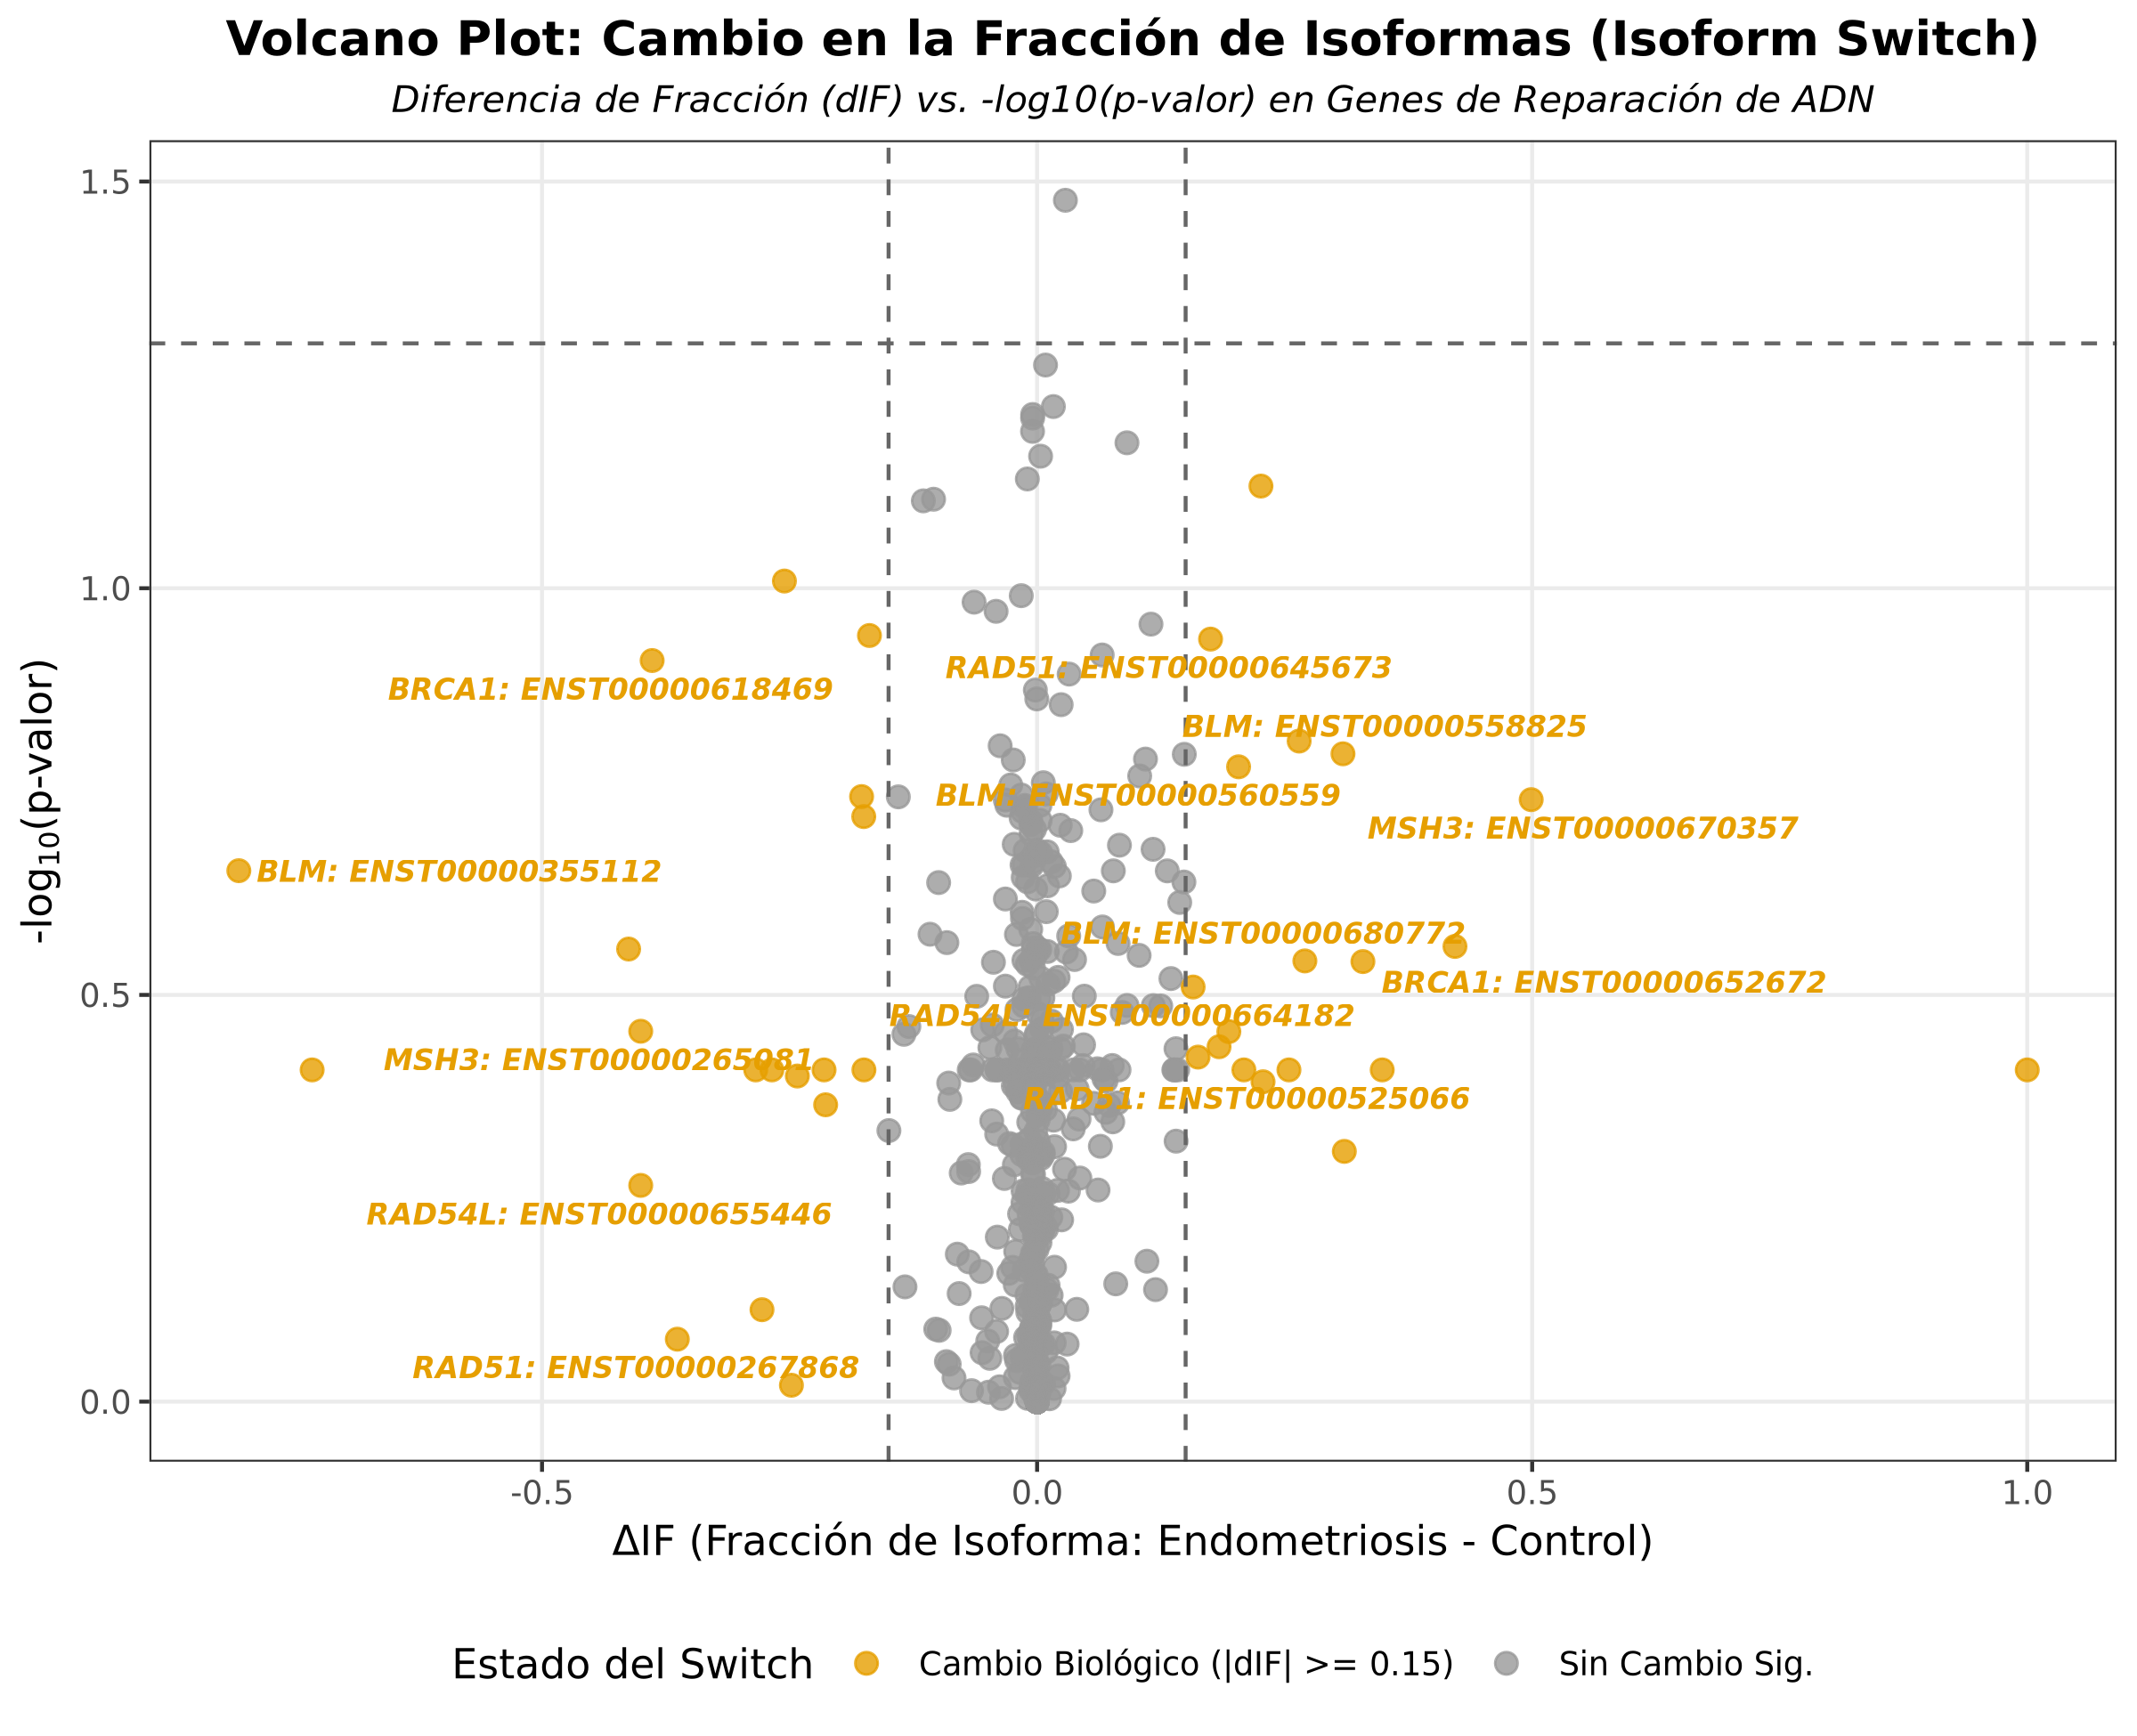 Volcano Plot: Cambio en la Fracción de Isoformas (Isoform Switch)
Diferencia de Fracción (dIF) vs. -log10(p-valor) en Genes de Reparación de ADN
-log10(p-valor)
1.5
1.0
0.5
0.0
RAD51: ENST00000645673
BRCA1: ENST00000618469
BLM: ENST00000558825
BLM: ENST00000560559
MSH3: ENST00000670357
BLM: ENST00000355112
BLM: ENST00000680772
BRCA1: ENST00000652672
RAD54L: ENST00000664182
MSH3: ENST00000265081
RAD51: ENST00000525066
RAD54L: ENST00000655446
RAD51: ENST00000267868
-0.5
0.0
0.5
1.0
ΔIF (Fracción de Isoforma: Endometriosis - Control)
Estado del Switch
Cambio Biológico (|dIF| >= 0.15)
Sin Cambio Sig.